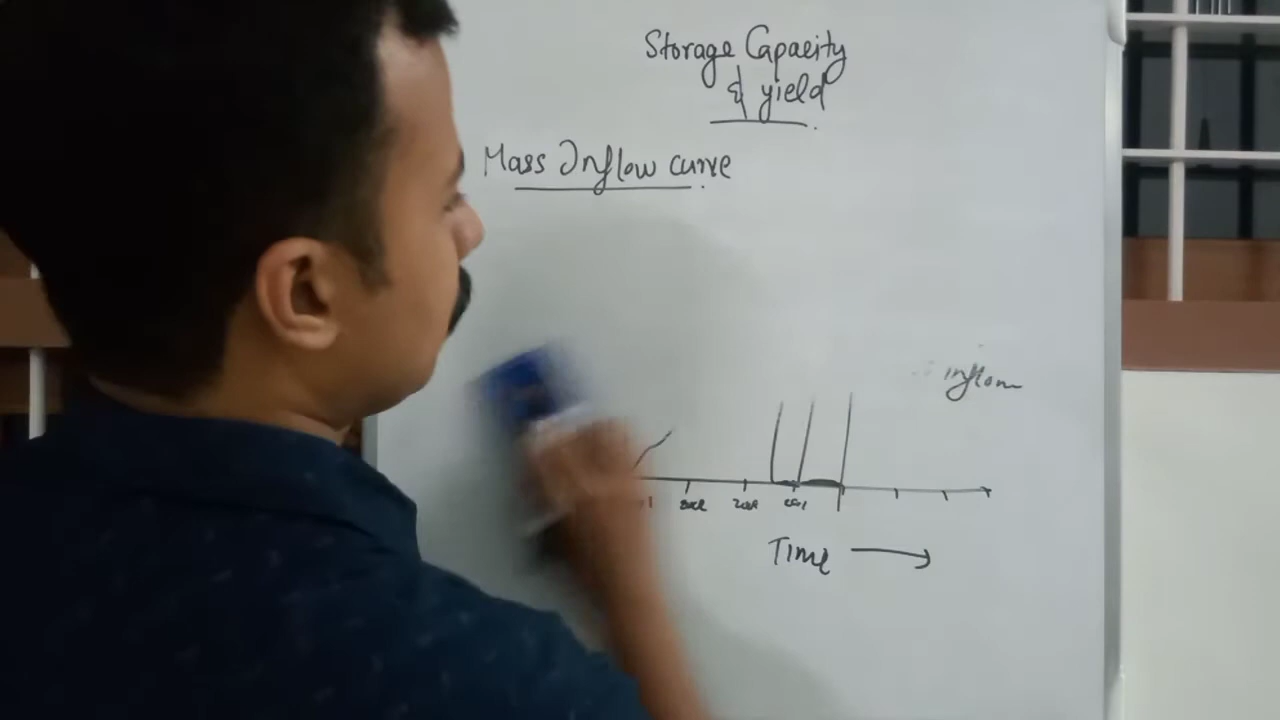 Storage Capacity
& yield
Mass Inflow curve
inflow
Time